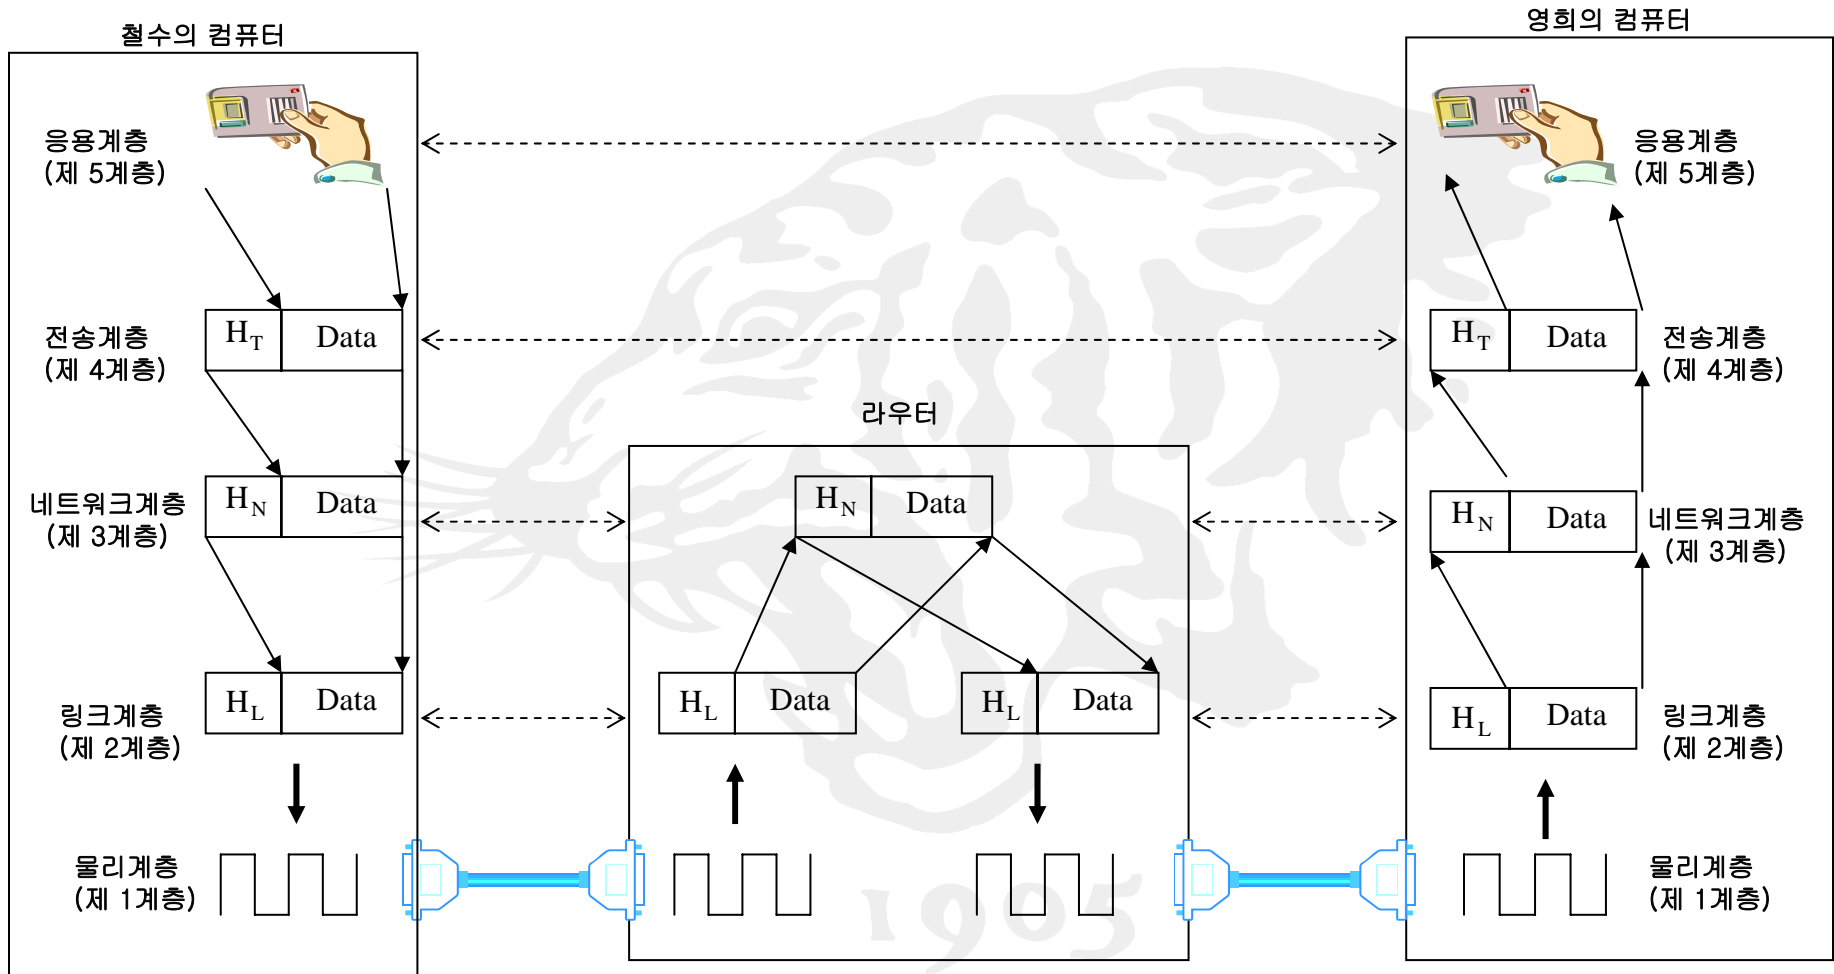 철수의 컴퓨터
응용계층
(제 5계층)
H_T Data
전송계층
(제 4계층)
H_N Data
네트워크계층
(제 3계층)
H_L Data
링크계층
(제 2계층)
물리계층
(제 1계층)
라우터
H_N Data
H_L Data
H_L Data
1905
영희의 컴퓨터
응용계층
(제 5계층)
H_T Data
전송계층
(제 4계층)
H_N Data
네트워크계층
(제 3계층)
H_L Data
링크계층
(제 2계층)
물리계층
(제 1계층)